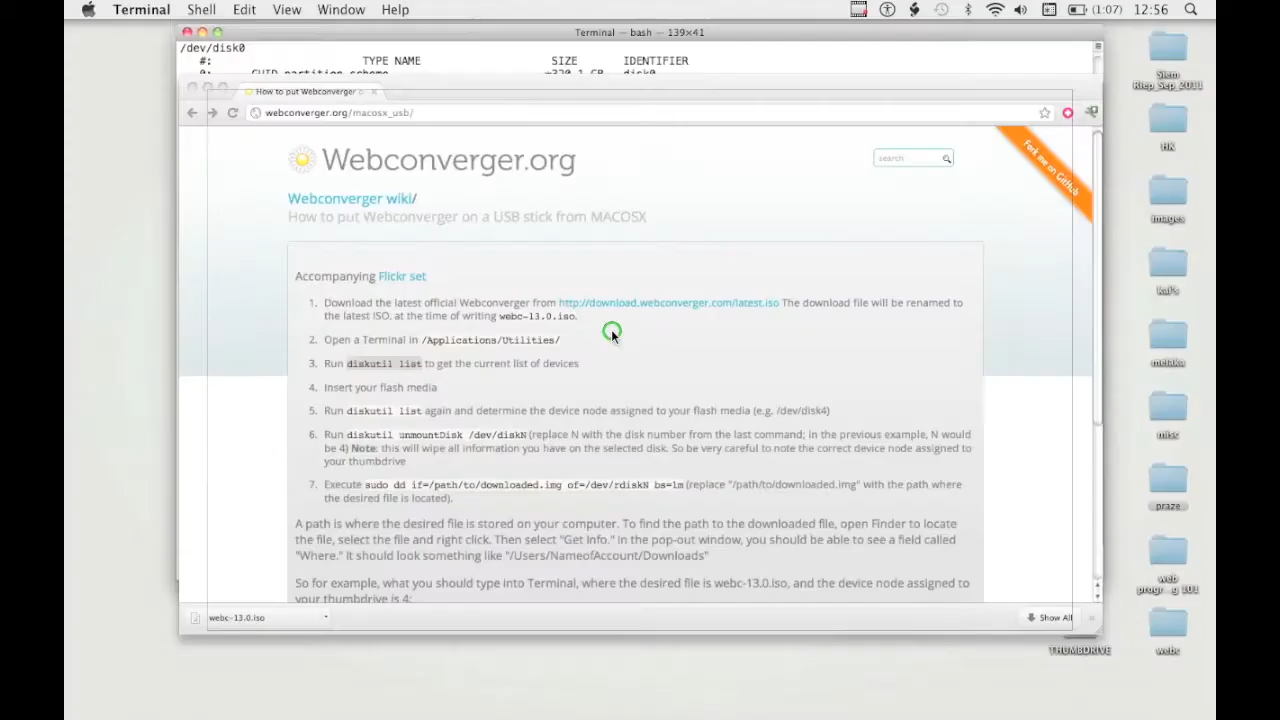 Terminal Shell Edit View Window Help (1:07) 12:56
Terminal — bash — 139×41
/dev/disk0
#: TYPE NAME SIZE IDENTIFIER
0: GUID_partition_scheme *320.1 GB disk0
How to put Webconverger o
webconverger.org/macosx_usb/
Webconverger.org
search
Fork me on GitHub
Webconverger wiki/
How to put Webconverger on a USB stick from MACOSX
Accompanying Flickr set
1. Download the latest official Webconverger from http://download.webconverger.com/latest.iso The download file will be renamed to
the latest ISO, at the time of writing webc-13.0.iso.
2. Open a Terminal in /Applications/Utilities/
3. Run diskutil list to get the current list of devices
4. Insert your flash media
5. Run diskutil list again and determine the device node assigned to your flash media (e.g. /dev/disk4)
6. Run diskutil unmountDisk /dev/diskN (replace N with the disk number from the last command; in the previous example, N would
be 4) Note: this will wipe all information you have on the selected disk. So be very careful to note the correct device node assigned to
your thumbdrive
7. Execute sudo dd if=/path/to/downloaded.img of=/dev/rdiskN bs=1m (replace "/path/to/downloaded.img" with the path where
the desired file is located).
A path is where the desired file is stored on your computer. To find the path to the downloaded file, open Finder to locate
the file, select the file and right click. Then select "Get Info." In the pop-out window, you should be able to see a field called
"Where." It should look something like "/Users/NameofAccount/Downloads"
So for example, what you should type into Terminal, where the desired file is webc-13.0.iso, and the device node assigned to
your thumbdrive is 4:
webc-13.0.iso
Show All
Siem
Riep_Sep_2011
HK
images
kal's
melaka
misc
praze
web
progr...g 101
THUMBDRIVE
webc